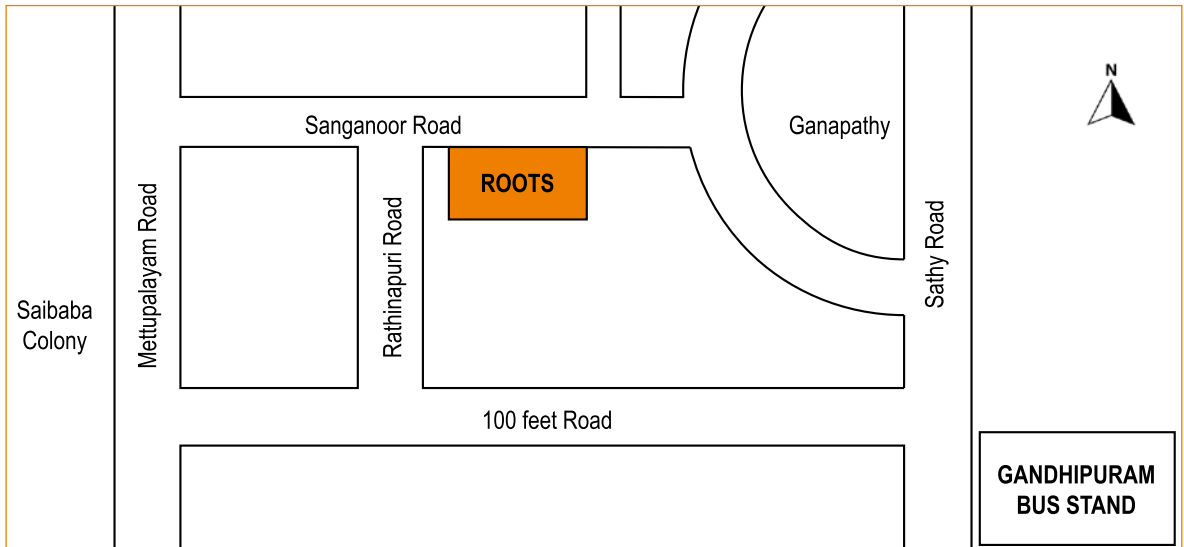 N
Sanganoor Road
Ganapathy
ROOTS
Mettupalayam Road
Rathinapuri Road
Sathy Road
Saibaba
Colony
100 feet Road
GANDHIPURAM
BUS STAND